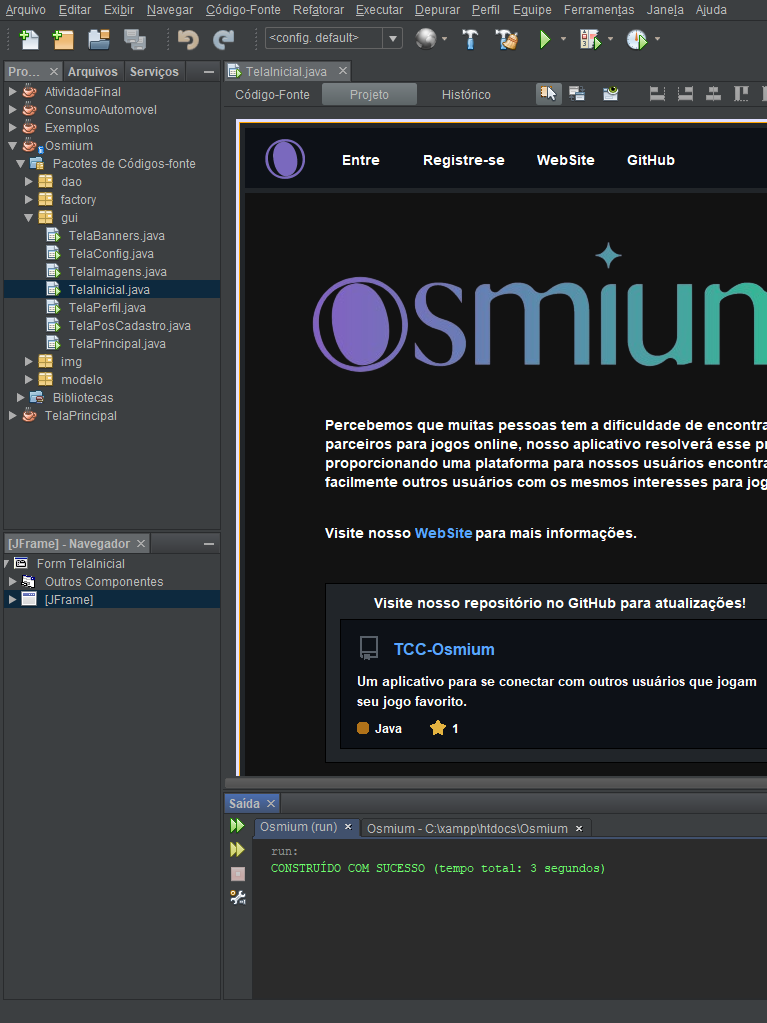 Arquivo Editar Exibir Navegar Código-Fonte Refatorar Executar Depurar Perfil Equipe Ferramentas Janela Ajuda
<config. default>
Pro... Arquivos Serviços
AtividadeFinal
ConsumoAutomovel
Exemplos
Osmium
Pacotes de Códigos-fonte
dao
factory
gui
TelaBanners.java
TelaConfig.java
TelaImagens.java
TelaInicial.java
TelaPerfil.java
TelaPosCadastro.java
TelaPrincipal.java
img
modelo
Bibliotecas
TelaPrincipal
[JFrame] - Navegador
Form TelaInicial
Outros Componentes
[JFrame]
TelaInicial.java
Código-Fonte Projeto Histórico
Entre Registre-se WebSite GitHub
Osmium
Percebemos que muitas pessoas tem a dificuldade de encontra
parceiros para jogos online, nosso aplicativo resolverá esse pr
proporcionando uma plataforma para nossos usuários encontra
facilmente outros usuários com os mesmos interesses para jog
Visite nosso WebSite para mais informações.
Visite nosso repositório no GitHub para atualizações!
TCC-Osmium
Um aplicativo para se conectar com outros usuários que jogam
seu jogo favorito.
Java 1
Saída
Osmium (run) Osmium - C:\xampp\htdocs\Osmium
run:
CONSTRUÍDO COM SUCESSO (tempo total: 3 segundos)